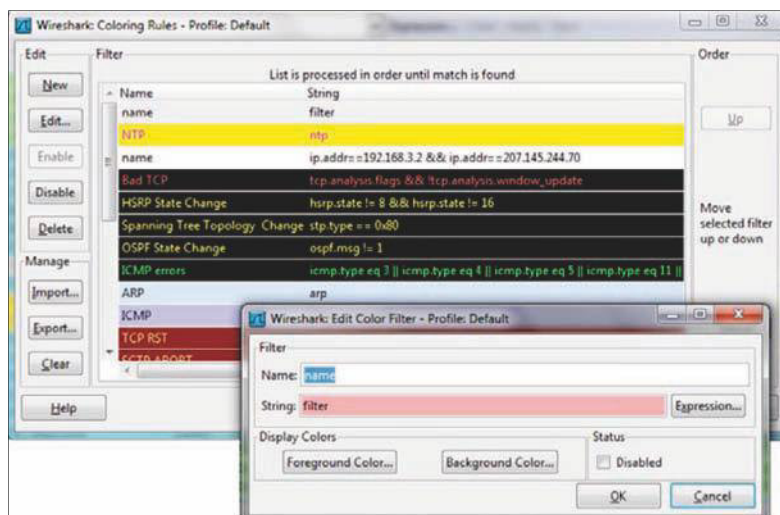 Wireshark: Coloring Rules - Profile: Default
Edit
Filter
Order
List is processed in order until match is found
New
Name String
name filter
Edit...
Up
NTP ntp
Enable
name ip.addr==192.168.3.2 && ip.addr==207.145.244.70
Bad TCP tcp.analysis.flags && !tcp.analysis.window_update
Disable
HSRP State Change hsrp.state != 8 && hsrp.state != 16
Move
selected filter
up or down
Delete
Spanning Tree Topology Change stp.type == 0x80
OSPF State Change ospf.msg != 1
Manage
ICMP errors icmp.type eq 3 || icmp.type eq 4 || icmp.type eq 5 || icmp.type eq 11 ||
Import...
ARP arp
ICMP
Export...
TCP RST
SCTP ABORT
Clear
Help
Wireshark: Edit Color Filter - Profile: Default
Filter
Name: name
String: filter
Expression...
Display Colors
Status
Foreground Color...
Background Color...
Disabled
OK
Cancel